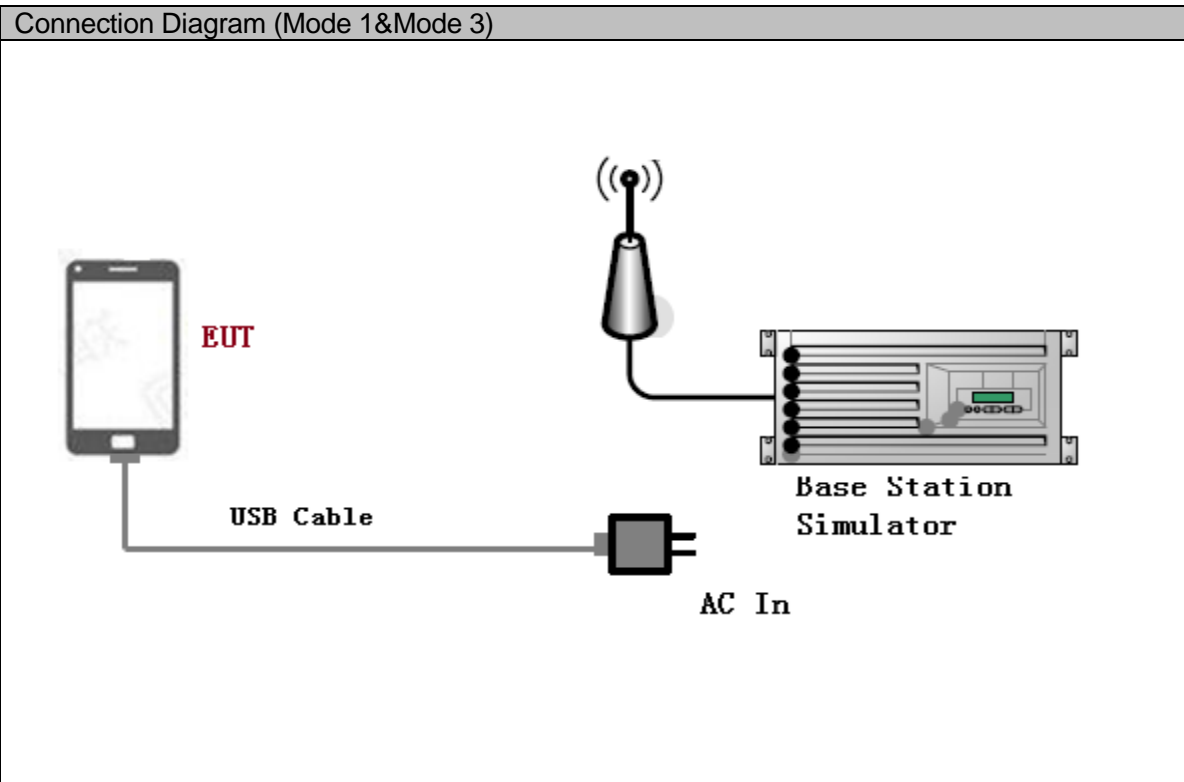 Connection Diagram (Mode 1&Mode 3)
EUT
Base Station
Simulator
USB Cable
AC In